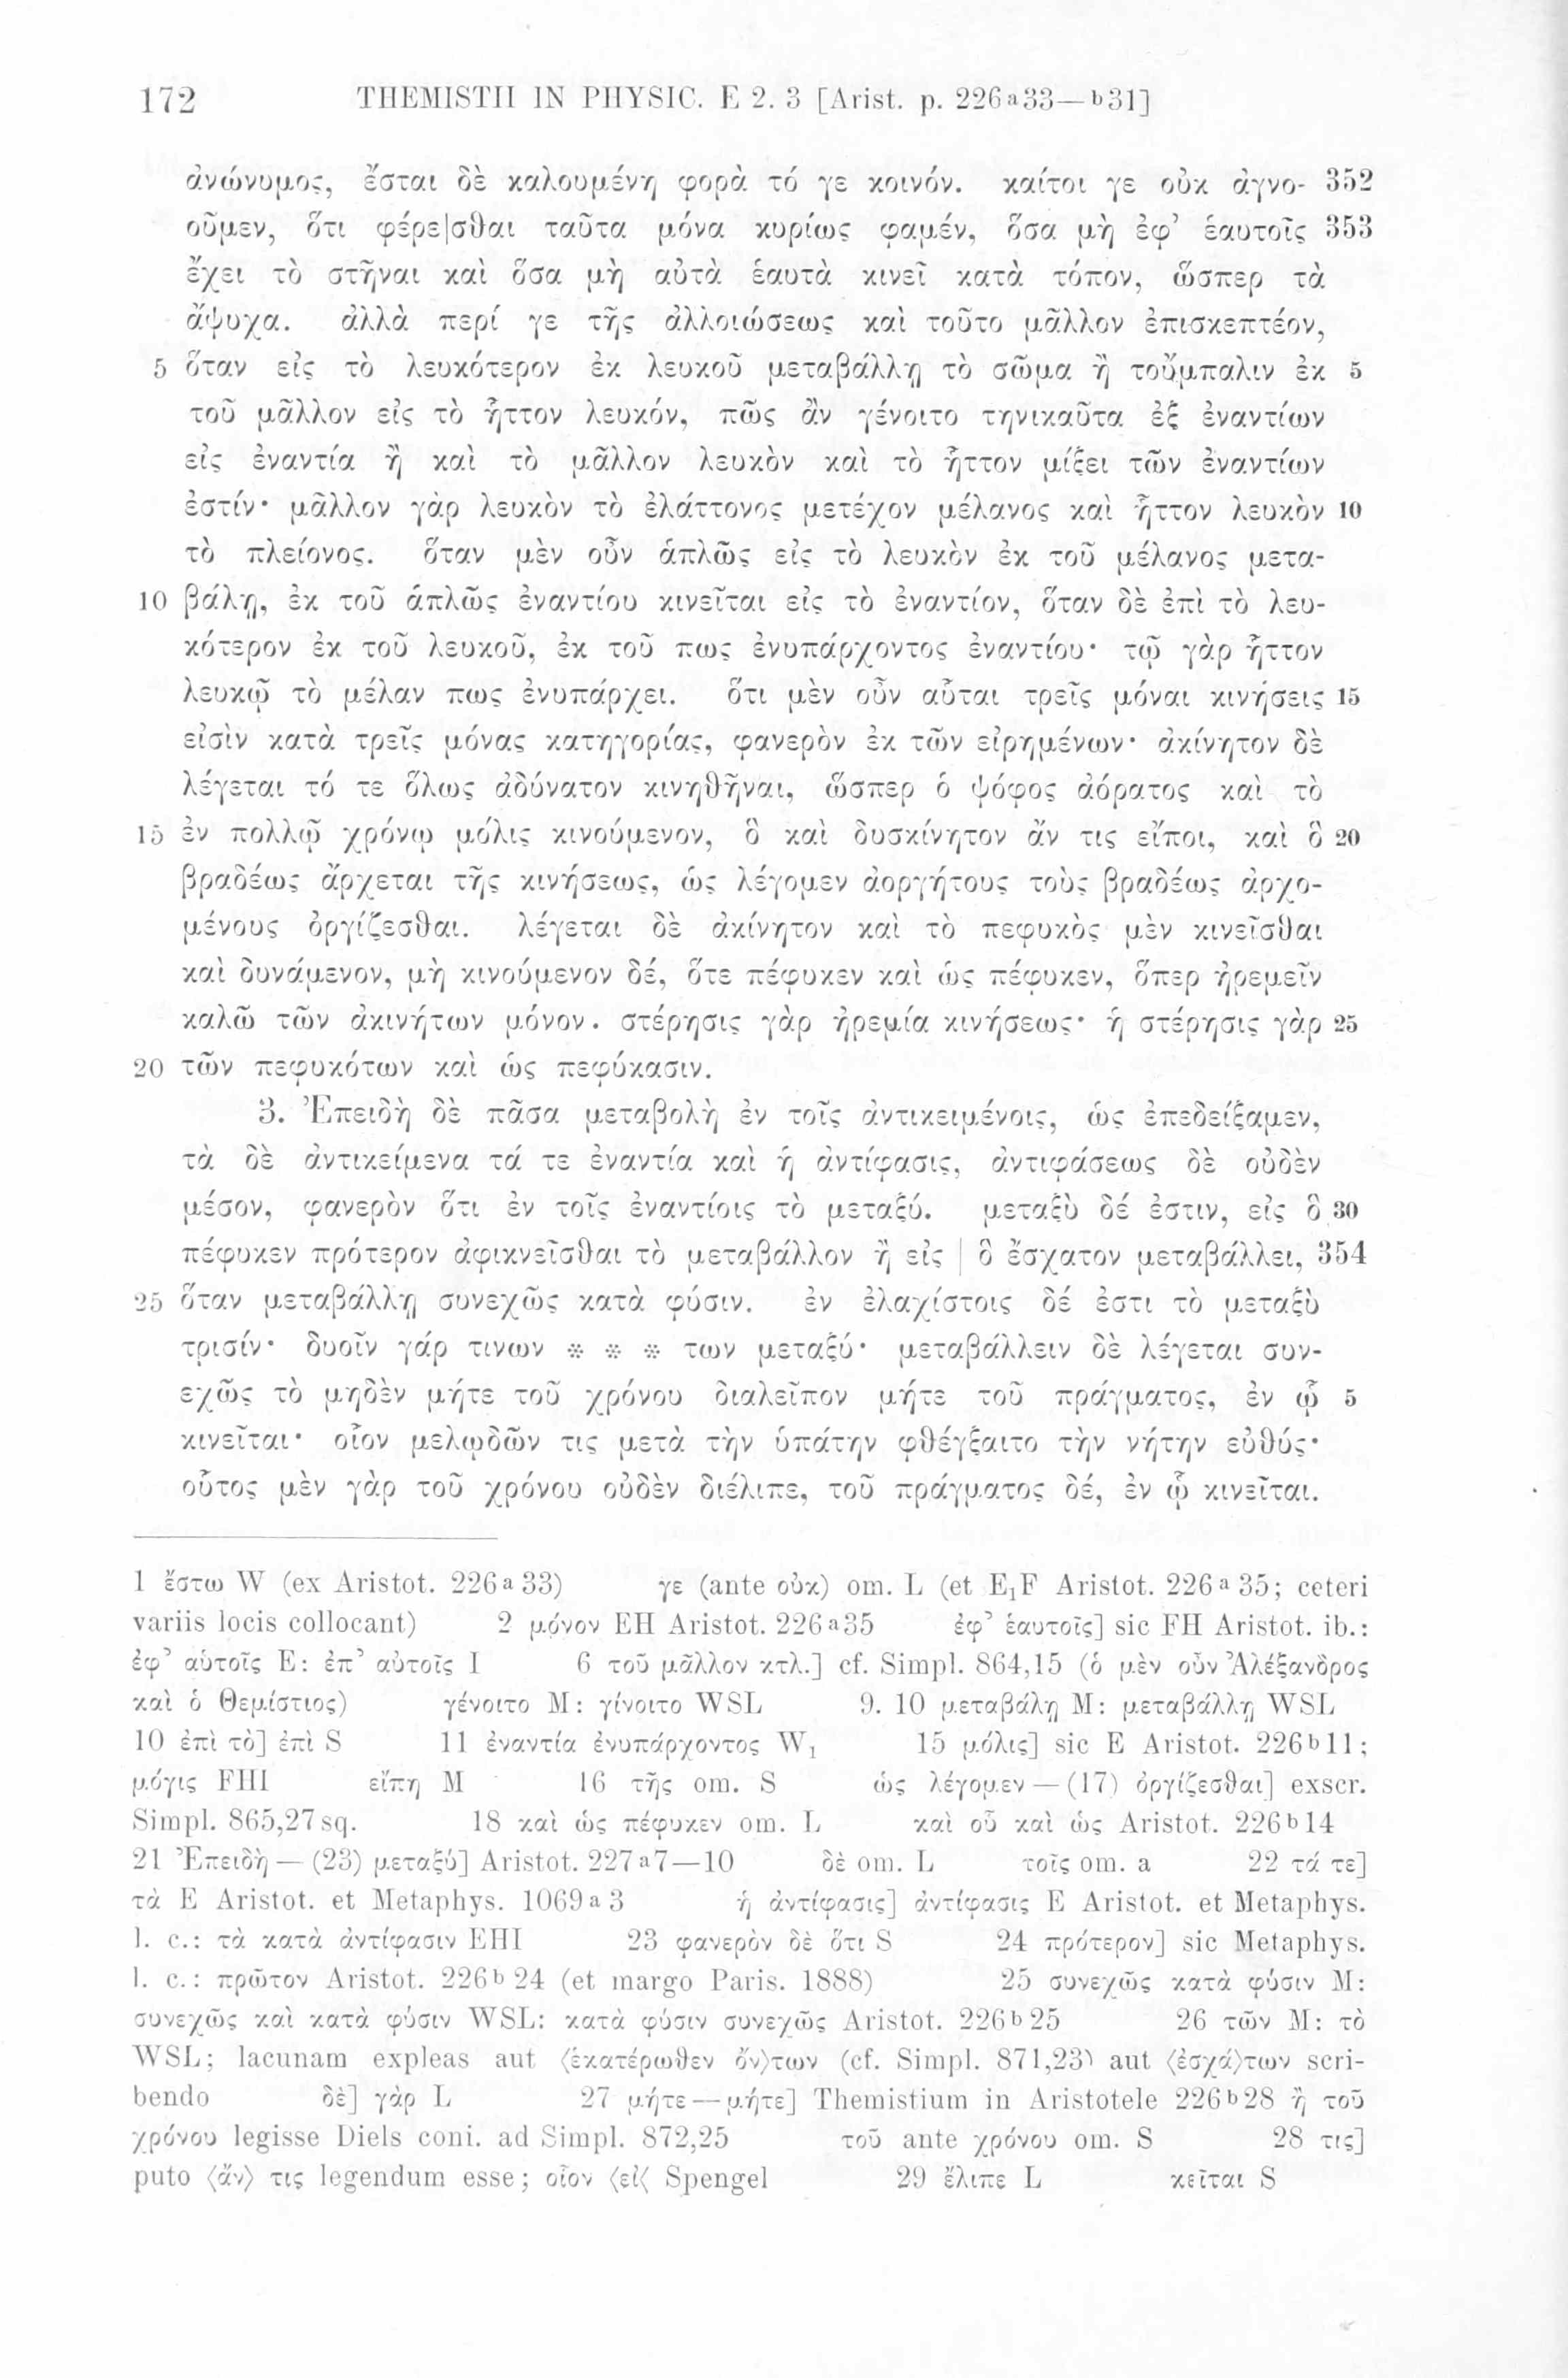 172 THEMISTII IN PHYSIC. E 2. 3 [Arist. p. 226a33—b31]
ἀνώνυμος, ἔσται δὲ καλουμένη φορὰ τό γε κοινόν. καίτοι γε οὐκ ἀγνο- 352
οῦμεν, ὅτι φέρε|σθαι ταῦτα μόνα κυρίως φαμέν, ὅσα μὴ ἐφ’ ἑαυτοῖς 353
ἔχει τὸ στῆναι καὶ ὅσα μὴ αὐτὰ ἑαυτὰ κινεῖ κατὰ τόπον, ὥσπερ τὰ
ἄψυχα. ἀλλὰ περί γε τῆς ἀλλοιώσεως καὶ τοῦτο μᾶλλον ἐπισκεπτέον,
5 ὅταν εἰς τὸ λευκότερον ἐκ λευκοῦ μεταβάλλῃ τὸ σῶμα ἢ τοὔμπαλιν ἐκ 5
τοῦ μᾶλλον εἰς τὸ ἧττον λευκόν, πῶς ἂν γένοιτο τηνικαῦτα ἐξ ἐναντίων
εἰς ἐναντία ἢ καὶ τὸ μᾶλλον λευκὸν καὶ τὸ ἧττον μίξει τῶν ἐναντίων
ἐστίν· μᾶλλον γὰρ λευκὸν τὸ ἐλάττονος μετέχον μέλανος καὶ ἧττον λευκὸν 10
τὸ πλείονος. ὅταν μὲν οὖν ἁπλῶς εἰς τὸ λευκὸν ἐκ τοῦ μέλανος μετα-
10 βάλῃ, ἐκ τοῦ ἁπλῶς ἐναντίου κινεῖται εἰς τὸ ἐναντίον, ὅταν δὲ ἐπὶ τὸ λευ-
κότερον ἐκ τοῦ λευκοῦ, ἐκ τοῦ πως ἐνυπάρχοντος ἐναντίου· τῷ γὰρ ἧττον
λευκῷ τὸ μέλαν πως ἐνυπάρχει. ὅτι μὲν οὖν αὗται τρεῖς μόναι κινήσεις 15
εἰσὶν κατὰ τρεῖς μόνας κατηγορίας, φανερὸν ἐκ τῶν εἰρημένων· ἀκίνητον δὲ
λέγεται τό τε ὅλως ἀδύνατον κινηθῆναι, ὥσπερ ὁ ψόφος ἀόρατος καὶ τὸ
15 ἐν πολλῷ χρόνῳ μόλις κινούμενον, ὃ καὶ δυσκίνητον ἄν τις εἴποι, καὶ ὃ 20
βραδέως ἄρχεται τῆς κινήσεως, ὡς λέγομεν ἀοργήτους τοὺς βραδέως ἀρχο-
μένους ὀργίζεσθαι. λέγεται δὲ ἀκίνητον καὶ τὸ πεφυκὸς μὲν κινεῖσθαι
καὶ δυνάμενον, μὴ κινούμενον δέ, ὅτε πέφυκεν καὶ ὡς πέφυκεν, ὅπερ ἠρεμεῖν
καλῶ τῶν ἀκινήτων μόνον. στέρησις γὰρ ἠρεμία κινήσεως· ἡ στέρησις γὰρ 25
20 τῶν πεφυκότων καὶ ὡς πεφύκασιν.
3. Ἐπειδὴ δὲ πᾶσα μεταβολὴ ἐν τοῖς ἀντικειμένοις, ὡς ἐπεδείξαμεν,
τὰ δὲ ἀντικείμενα τά τε ἐναντία καὶ ἡ ἀντίφασις, ἀντιφάσεως δὲ οὐδὲν
μέσον, φανερὸν ὅτι ἐν τοῖς ἐναντίοις τὸ μεταξύ. μεταξὺ δέ ἐστιν, εἰς ὃ 30
πέφυκεν πρότερον ἀφικνεῖσθαι τὸ μεταβάλλον ἢ εἰς | ὃ ἔσχατον μεταβάλλει, 354
25 ὅταν μεταβάλλῃ συνεχῶς κατὰ φύσιν. ἐν ἐλαχίστοις δέ ἐστι τὸ μεταξὺ
τρισίν· δυοῖν γάρ τινων * * * των μεταξύ· μεταβάλλειν δὲ λέγεται συν-
εχῶς τὸ μηδὲν μήτε τοῦ χρόνου διαλεῖπον μήτε τοῦ πράγματος, ἐν ᾧ 5
κινεῖται· οἷον μελῳδῶν τις μετὰ τὴν ὑπάτην φθέγξαιτο τὴν νήτην εὐθύς·
οὗτος μὲν γὰρ τοῦ χρόνου οὐδὲν διέλιπε, τοῦ πράγματος δέ, ἐν ᾧ κινεῖται.
1 ἔστω W (ex Aristot. 226a33) γε (ante οὐκ) om. L (et E₁F Aristot. 226a35; ceteri
variis locis collocant) 2 μόνον EH Aristot. 226a35 ἐφ’ ἑαυτοῖς] sic FH Aristot. ib.:
ἐφ’ αὑτοῖς E: ἐπ’ αὐτοῖς I 6 τοῦ μᾶλλον κτλ.] cf. Simpl. 864,15 (ὁ μὲν οὖν Ἀλέξανδρος
καὶ ὁ Θεμίστιος) γένοιτο M: γίνοιτο WSL 9. 10 μεταβάλῃ M: μεταβάλλῃ WSL
10 ἐπὶ τὸ] ἐπὶ S 11 ἐναντία ἐνυπάρχοντος W₁ 15 μόλις] sic E Aristot. 226b11;
μόγις FHI εἴπῃ M 16 τῆς om. S ὡς λέγομεν — (17) ὀργίζεσθαι] exscr.
Simpl. 865,27sq. 18 καὶ ὡς πέφυκεν om. L καὶ οὗ καὶ ὡς Aristot. 226b14
21 Ἐπειδὴ — (23) μεταξύ] Aristot. 227a7—10 δὲ om. L τοῖς om. a 22 τά τε]
τὰ E Aristot. et Metaphys. 1069a3 ἡ ἀντίφασις] ἀντίφασις E Aristot. et Metaphys.
l. c.: τὰ κατὰ ἀντίφασιν EHI 23 φανερὸν δὲ ὅτι S 24 πρότερον] sic Metaphys.
l. c.: πρῶτον Aristot. 226b24 (et margo Paris. 1888) 25 συνεχῶς κατὰ φύσιν M:
συνεχῶς καὶ κατὰ φύσιν WSL: κατὰ φύσιν συνεχῶς Aristot. 226b25 26 τῶν M: τὸ
WSL; lacunam expleas aut ⟨ἑκατέρωθεν ὄν⟩των (cf. Simpl. 871,23) aut ⟨ἐσχά⟩των scri-
bendo δὲ] γὰρ L 27 μήτε — μήτε] Themistium in Aristotele 226b28 ἢ τοῦ
χρόνου legisse Diels coni. ad Simpl. 872,25 τοῦ ante χρόνου om. S 28 τις]
puto ⟨ἄν⟩ τις legendum esse; οἷον ⟨εἰ⟨ Spengel 29 ἔλιπε L κεῖται S